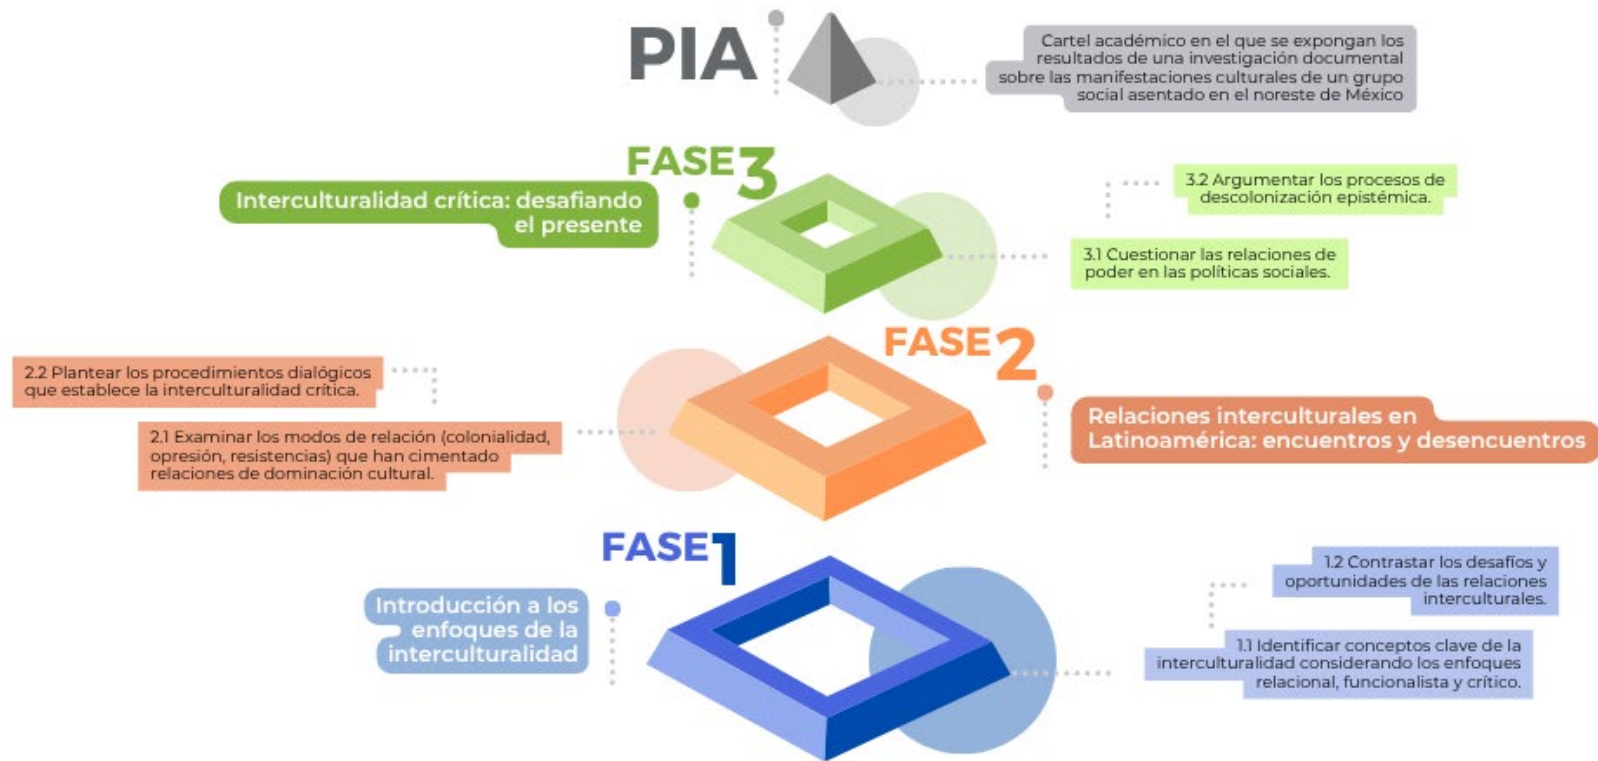 PIA
Cartel académico en el que se expongan los
resultados de una investigación documental
sobre las manifestaciones culturales de un grupo
social asentado en el noreste de México
FASE 3
Interculturalidad crítica: desafiando
el presente
3.2 Argumentar los procesos de
descolonización epistémica.
3.1 Cuestionar las relaciones de
poder en las políticas sociales.
FASE 2
2.2 Plantear los procedimientos dialógicos
que establece la interculturalidad crítica.
2.1 Examinar los modos de relación (colonialidad,
opresión, resistencias) que han cimentado
relaciones de dominación cultural.
Relaciones interculturales en
Latinoamérica: encuentros y desencuentros
FASE 1
Introducción a los
enfoques de la
interculturalidad
1.2 Contrastar los desafíos y
oportunidades de las relaciones
interculturales.
1.1 Identificar conceptos clave de la
interculturalidad considerando los enfoques
relacional, funcionalista y crítico.